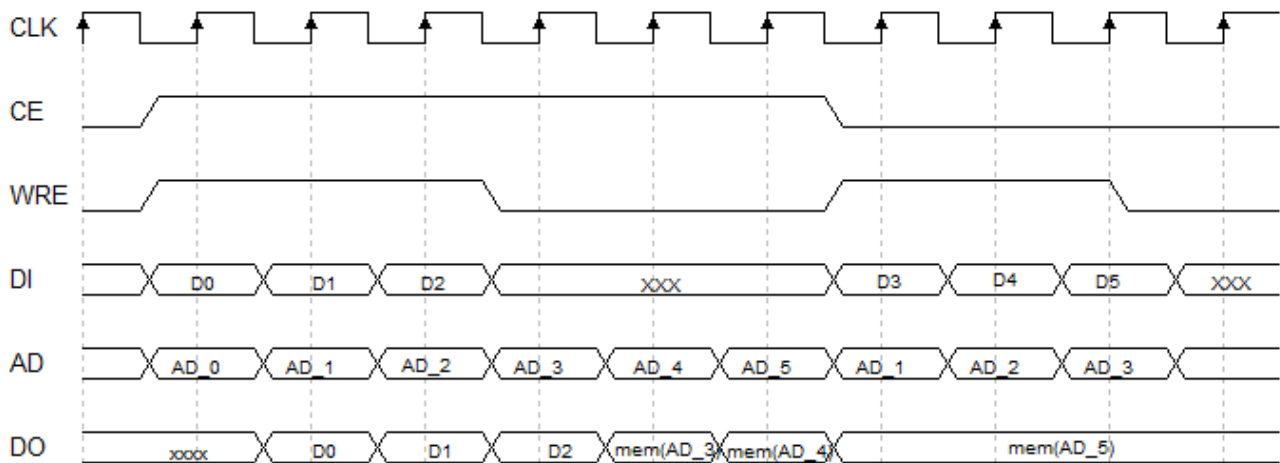 CLK
CE
WRE
DI D0 D1 D2 XXX D3 D4 D5 XXX
AD AD_0 AD_1 AD_2 AD_3 AD_4 AD_5 AD_1 AD_2 AD_3
DO xxxx D0 D1 D2 mem(AD_3) mem(AD_4) mem(AD_5)